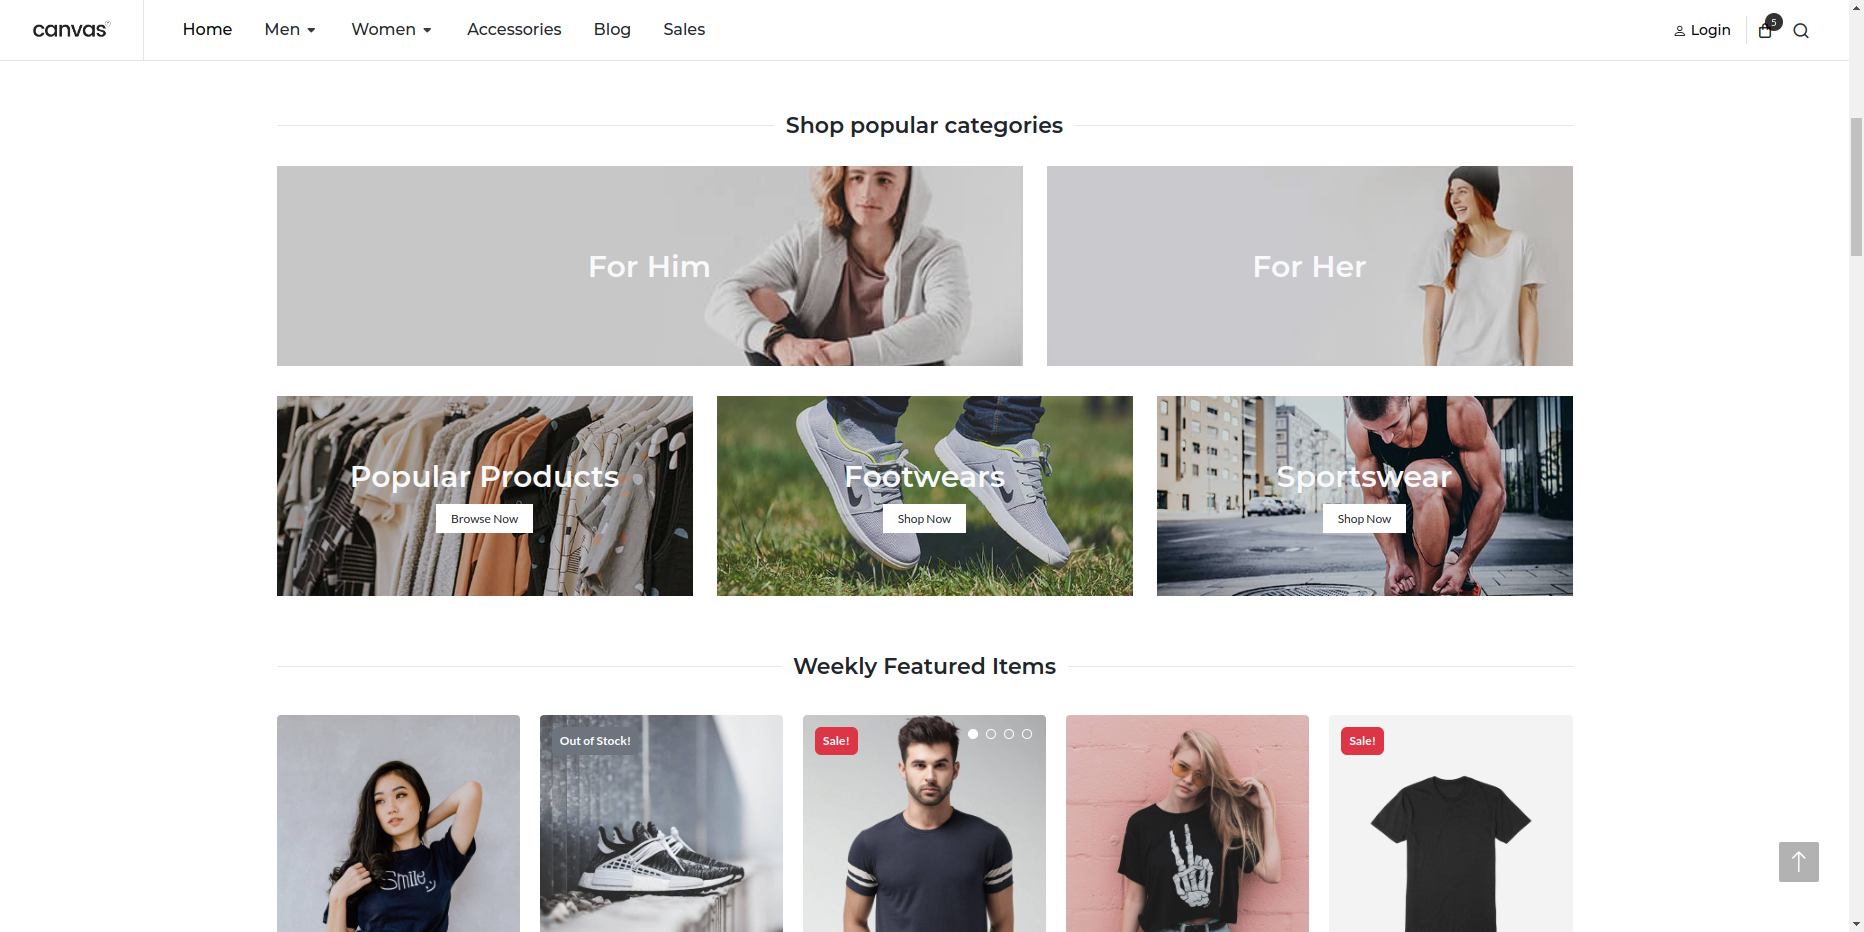 canvas
Home
Men
Women
Accessories
Blog
Sales
Login
5
Shop popular categories
For Him
For Her
Popular Products
Browse Now
Footwears
Shop Now
Sportswear
Shop Now
Weekly Featured Items
Out of Stock!
Sale!
Sale!
Smile